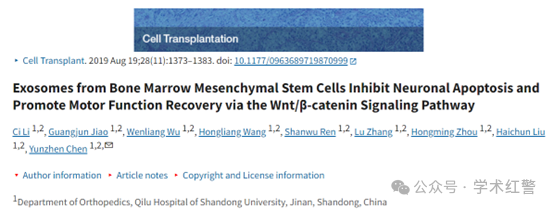 Cell Transplantation
Cell Transplant. 2019 Aug 19;28(11):1373–1383. doi: 10.1177/0963689719870999
Exosomes from Bone Marrow Mesenchymal Stem Cells Inhibit Neuronal Apoptosis and
Promote Motor Function Recovery via the Wnt/β-catenin Signaling Pathway
Ci Li 1,2, Guangjun Jiao 1,2, Wenliang Wu 1,2, Hongliang Wang 1,2, Shanwu Ren 1,2, Lu Zhang 1,2, Hongming Zhou 1,2, Haichun Liu
1,2, Yunzhen Chen 1,2,✉
Author information • Article notes • Copyright and License information
1Department of Orthopedics, Qilu Hospital of Shandong University, Jinan, Shandong, China
公众号 · 学术红警